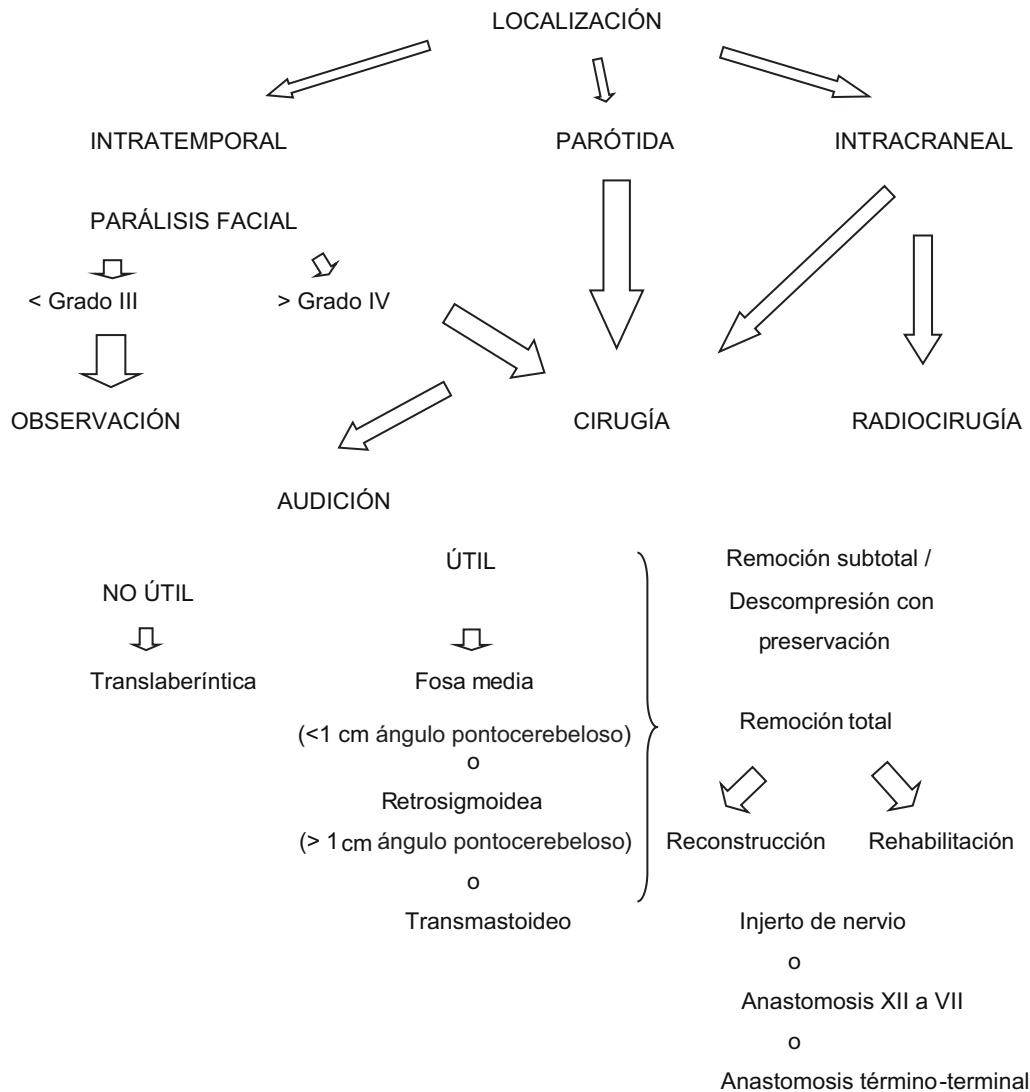 LOCALIZACIÓN
INTRATEMPORAL
PARÓTIDA
INTRACRANEAL
PARÁLISIS FACIAL
< Grado III
> Grado IV
OBSERVACIÓN
CIRUGÍA
RADIOCIRUGÍA
AUDICIÓN
NO ÚTIL
Translaberíntica
ÚTIL
Fosa media
(<1 cm ángulo pontocerebeloso)
o
Retrosigmoidea
(> 1 cm ángulo pontocerebeloso)
o
Transmastoideo
Remoción subtotal /
Descompresión con
preservación
Remoción total
Reconstrucción
Rehabilitación
Injerto de nervio
o
Anastomosis XII a VII
o
Anastomosis término-terminal